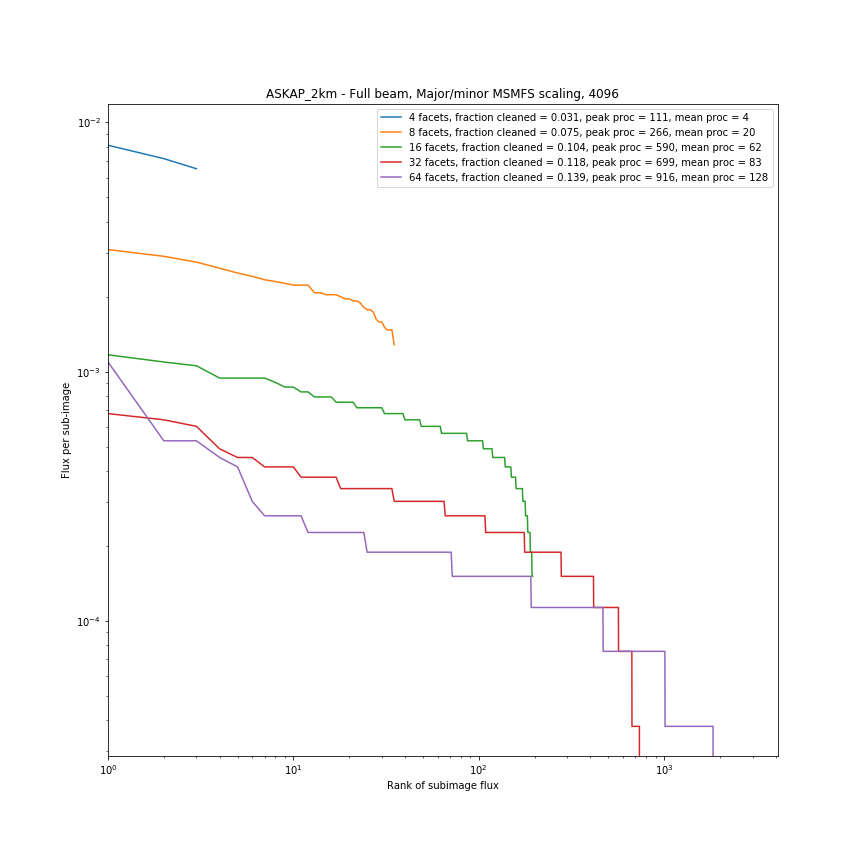 ASKAP_2km - Full beam, Major/minor MSMFS scaling, 4096
4 facets, fraction cleaned = 0.031, peak proc = 111, mean proc = 4
8 facets, fraction cleaned = 0.075, peak proc = 266, mean proc = 20
16 facets, fraction cleaned = 0.104, peak proc = 590, mean proc = 62
32 facets, fraction cleaned = 0.118, peak proc = 699, mean proc = 83
64 facets, fraction cleaned = 0.139, peak proc = 916, mean proc = 128
Flux per sub-image
10⁻²
10⁻³
10⁻⁴
10⁰ 10¹ 10² 10³
Rank of subimage flux